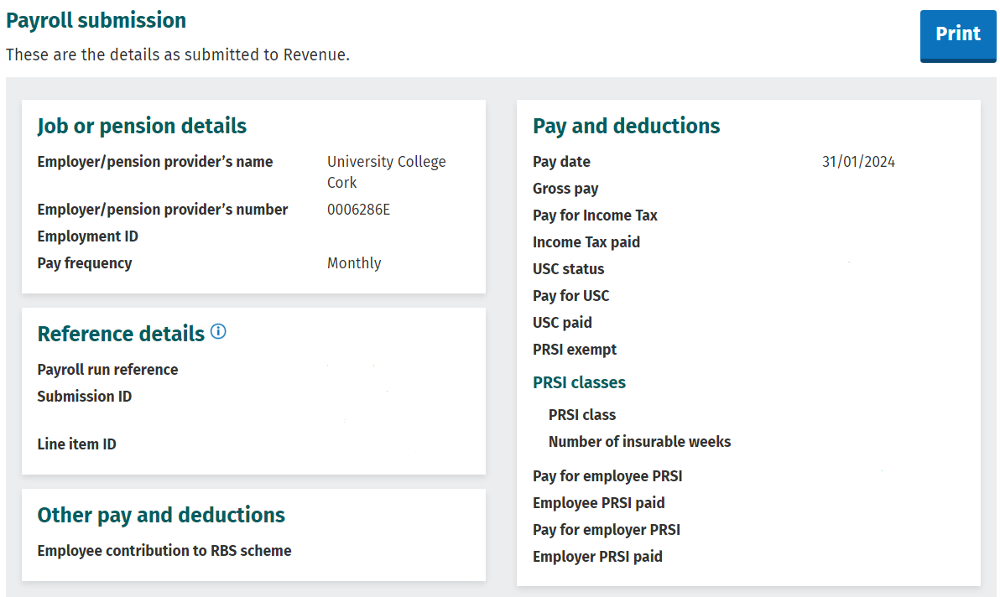 Payroll submission
Print
These are the details as submitted to Revenue.
Job or pension details
Employer/pension provider’s name University College
Cork
Employer/pension provider’s number 0006286E
Employment ID
Pay frequency Monthly
Reference details
Payroll run reference
Submission ID
Line item ID
Other pay and deductions
Employee contribution to RBS scheme
Pay and deductions
Pay date 31/01/2024
Gross pay
Pay for Income Tax
Income Tax paid
USC status
Pay for USC
USC paid
PRSI exempt
PRSI classes
PRSI class
Number of insurable weeks
Pay for employee PRSI
Employee PRSI paid
Pay for employer PRSI
Employer PRSI paid